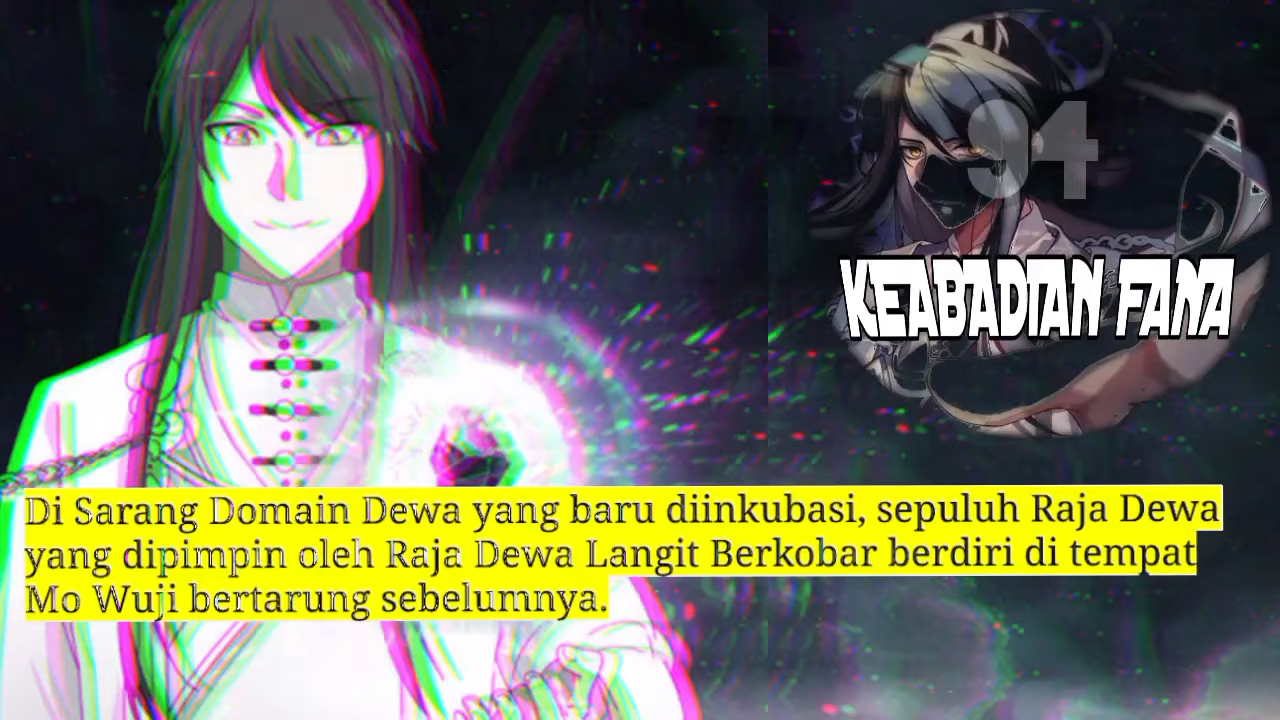 94
KEABADIAN FANA
Di Sarang Domain Dewa yang baru diinkubasi, sepuluh Raja Dewa
yang dipimpin oleh Raja Dewa Langit Berkobar berdiri di tempat
Mo Wuji bertarung sebelumnya.